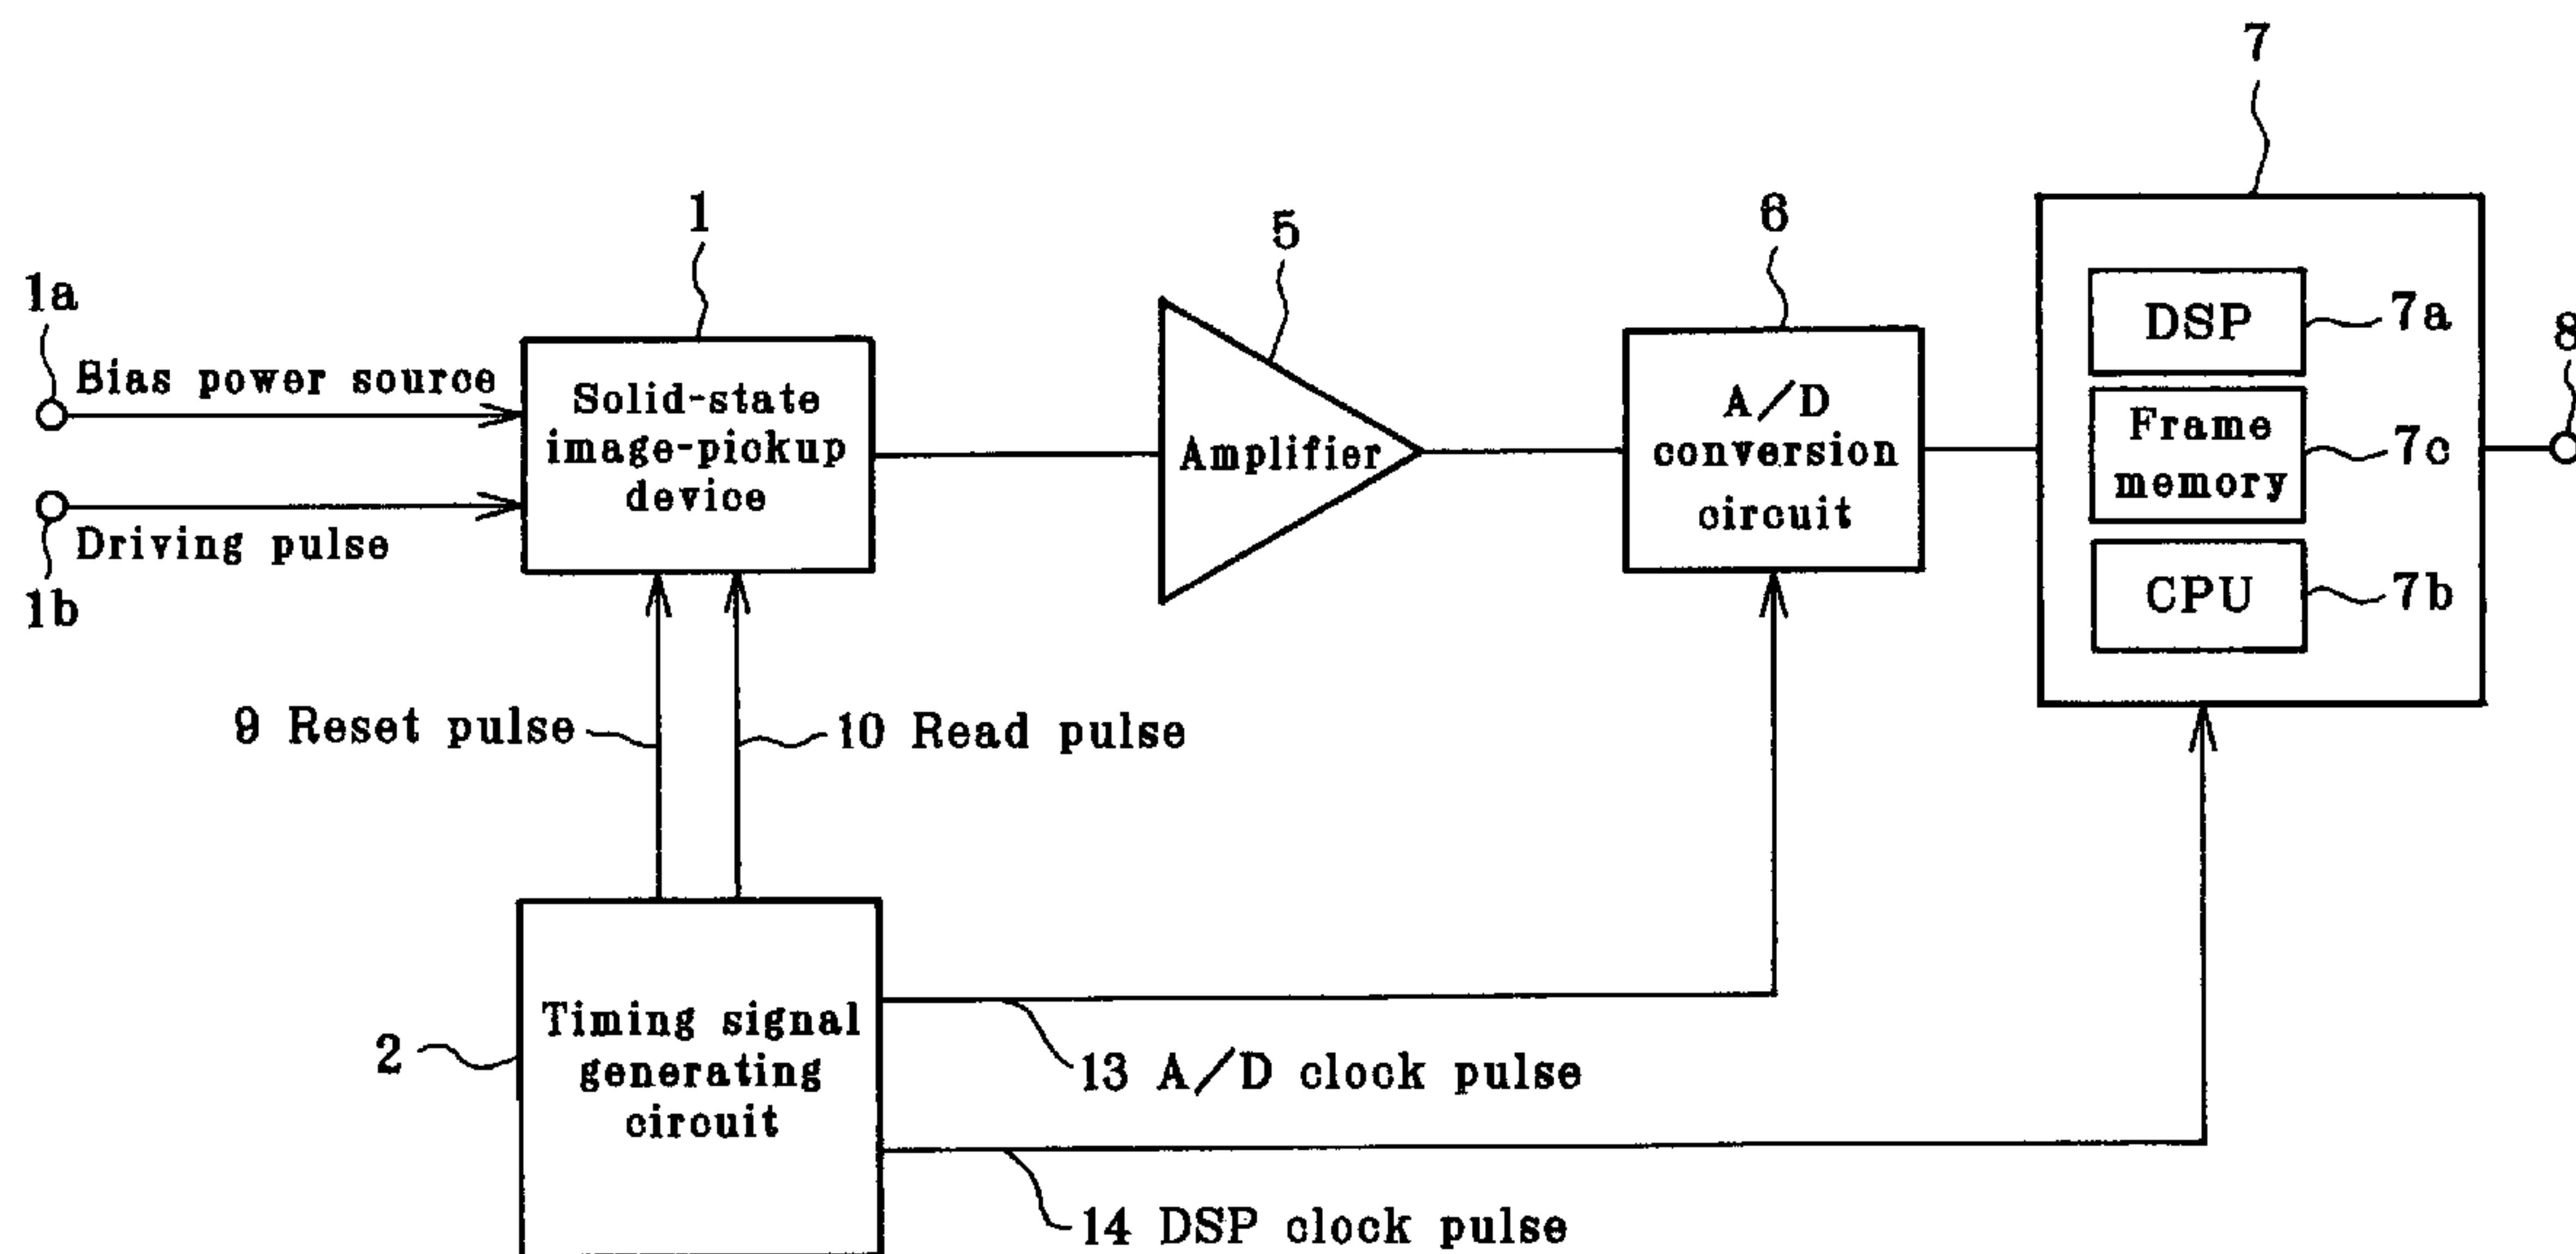 7
1
5
6
1a
Bias power source
Solid-state
image-pickup
device
Amplifier
A/D
conversion
circuit
DSP
7a
8
Frame
memory
7c
CPU
7b
Driving pulse
1b
9 Reset pulse
10 Read pulse
2
Timing signal
generating
circuit
13 A/D clock pulse
14 DSP clock pulse